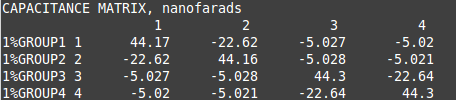 CAPACITANCE MATRIX, nanofarads
1 2 3 4
1%GROUP1 1 44.17 -22.62 -5.027 -5.02
1%GROUP2 2 -22.62 44.16 -5.028 -5.021
1%GROUP3 3 -5.027 -5.028 44.3 -22.64
1%GROUP4 4 -5.02 -5.021 -22.64 44.3